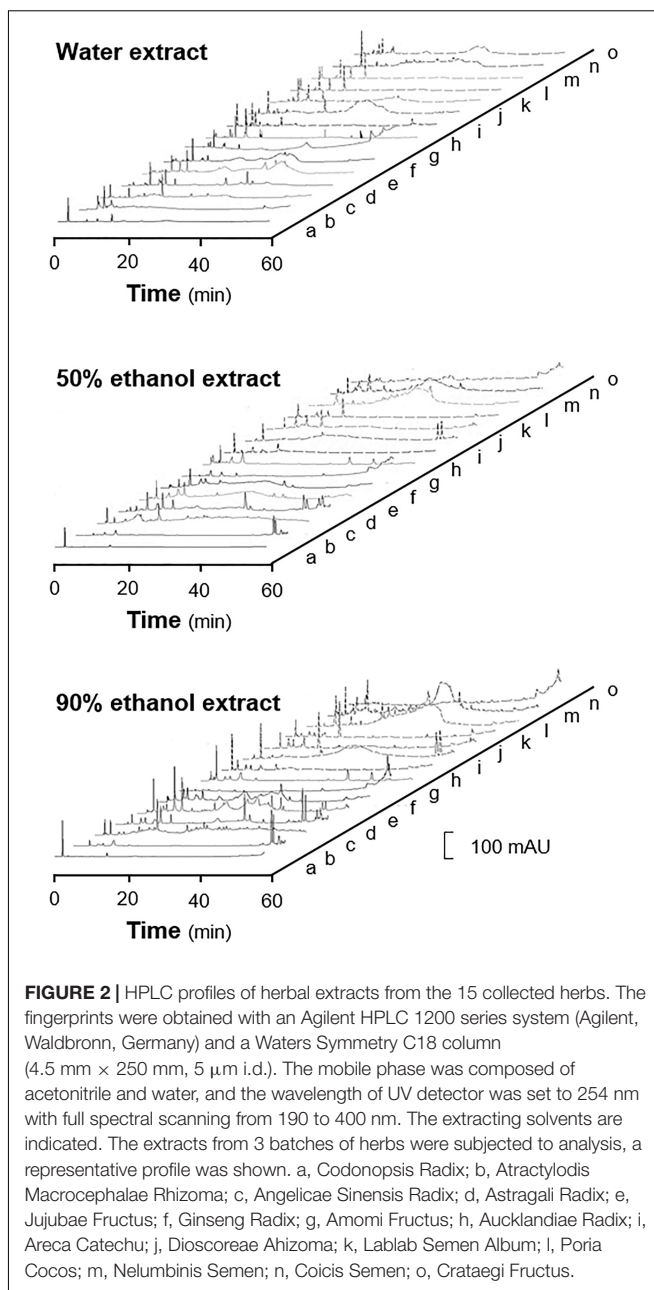 Water extract
a b c d e f g h i j k l m n o
0 20 40 60
Time (min)
50% ethanol extract
a b c d e f g h i j k l m n o
0 20 40 60
Time (min)
90% ethanol extract
a b c d e f g h i j k l m n o
100 mAU
0 20 40 60
Time (min)
FIGURE 2 | HPLC profiles of herbal extracts from the 15 collected herbs. The
fingerprints were obtained with an Agilent HPLC 1200 series system (Agilent,
Waldbronn, Germany) and a Waters Symmetry C18 column
(4.5 mm × 250 mm, 5 μm i.d.). The mobile phase was composed of
acetonitrile and water, and the wavelength of UV detector was set to 254 nm
with full spectral scanning from 190 to 400 nm. The extracting solvents are
indicated. The extracts from 3 batches of herbs were subjected to analysis, a
representative profile was shown. a, Codonopsis Radix; b, Atractylodis
Macrocephalae Rhizoma; c, Angelicae Sinensis Radix; d, Astragali Radix; e,
Jujubae Fructus; f, Ginseng Radix; g, Amomi Fructus; h, Aucklandiae Radix; i,
Areca Catechu; j, Dioscoreae Ahizoma; k, Lablab Semen Album; l, Poria
Cocos; m, Nelumbinis Semen; n, Coicis Semen; o, Crataegi Fructus.